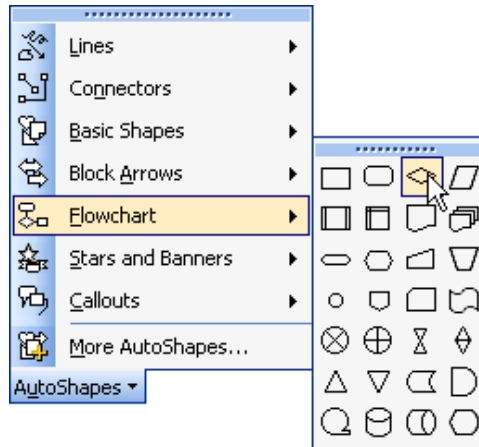 Lines
Connectors
Basic Shapes
Block Arrows
Flowchart
Stars and Banners
Callouts
More AutoShapes...
AutoShapes